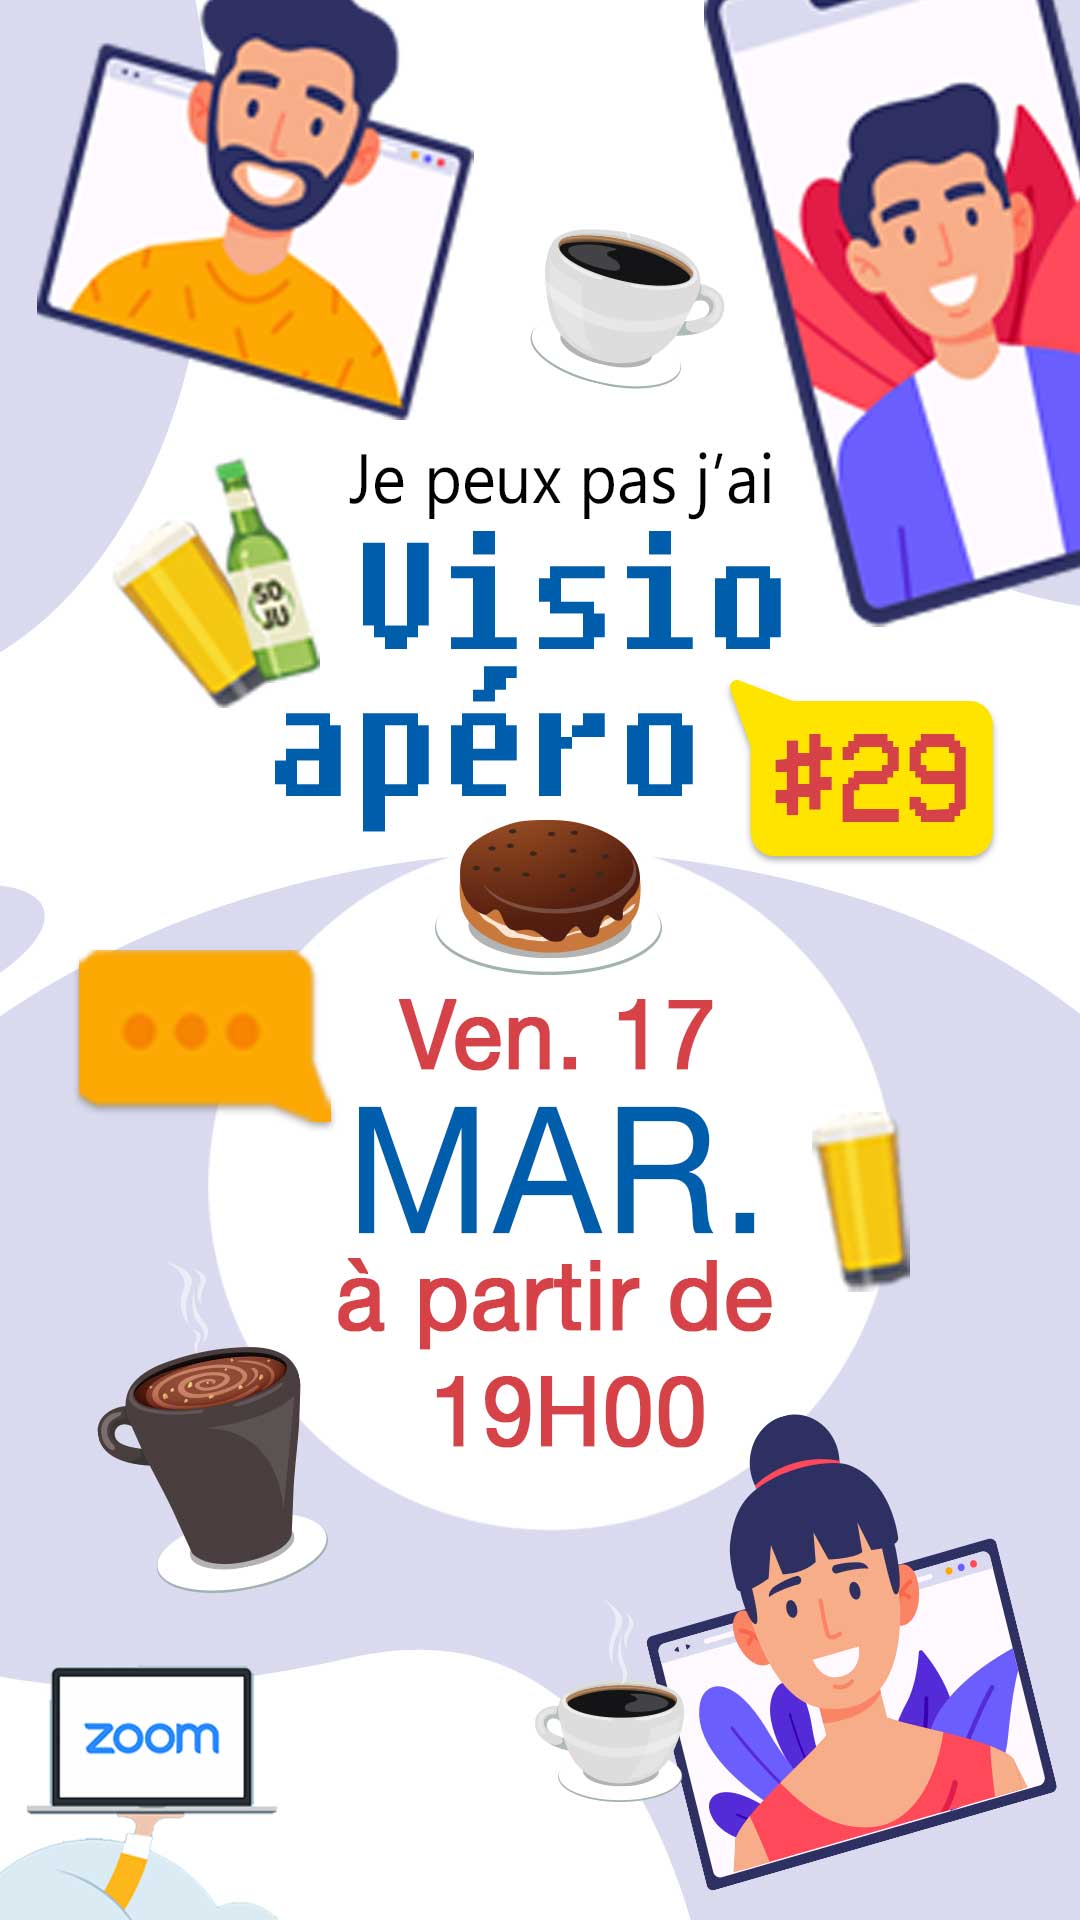 Je peux pas j'ai
SO
JU
Visio
apéro
#29
Ven. 17
MAR.
à partir de
19H00
zoom